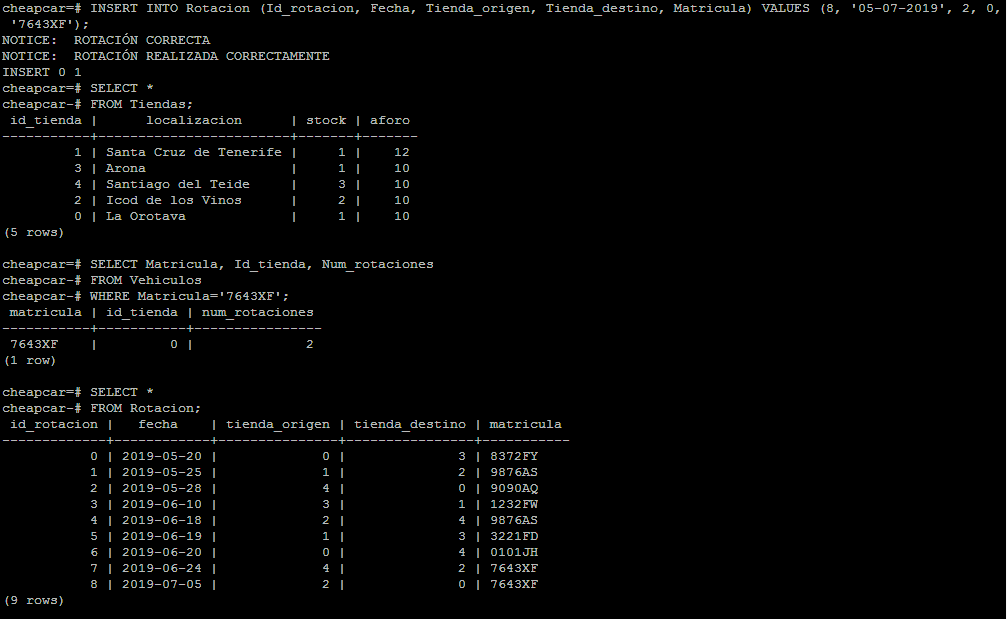 cheapcar=# INSERT INTO Rotacion (Id_rotacion, Fecha, Tienda_origen, Tienda_destino, Matricula) VALUES (8, '05-07-2019', 2, 0,
 '7643XF');
NOTICE:  ROTACIÓN CORRECTA
NOTICE:  ROTACIÓN REALIZADA CORRECTAMENTE
INSERT 0 1
cheapcar=# SELECT *
cheapcar-# FROM Tiendas;
 id_tienda |      localizacion      | stock | aforo
-----------+------------------------+-------+-------
         1 | Santa Cruz de Tenerife |     1 |    12
         3 | Arona                  |     1 |    10
         4 | Santiago del Teide     |     3 |    10
         2 | Icod de los Vinos      |     2 |    10
         0 | La Orotava             |     1 |    10
(5 rows)

cheapcar=# SELECT Matricula, Id_tienda, Num_rotaciones
cheapcar-# FROM Vehiculos
cheapcar-# WHERE Matricula='7643XF';
 matricula | id_tienda | num_rotaciones
-----------+-----------+----------------
 7643XF    |         0 |              2
(1 row)

cheapcar=# SELECT *
cheapcar-# FROM Rotacion;
 id_rotacion |   fecha    | tienda_origen | tienda_destino | matricula
-------------+------------+---------------+----------------+-----------
           0 | 2019-05-20 |             0 |              3 | 8372FY
           1 | 2019-05-25 |             1 |              2 | 9876AS
           2 | 2019-05-28 |             4 |              0 | 9090AQ
           3 | 2019-06-10 |             3 |              1 | 1232FW
           4 | 2019-06-18 |             2 |              4 | 9876AS
           5 | 2019-06-19 |             1 |              3 | 3221FD
           6 | 2019-06-20 |             0 |              4 | 0101JH
           7 | 2019-06-24 |             4 |              2 | 7643XF
           8 | 2019-07-05 |             2 |              0 | 7643XF
(9 rows)